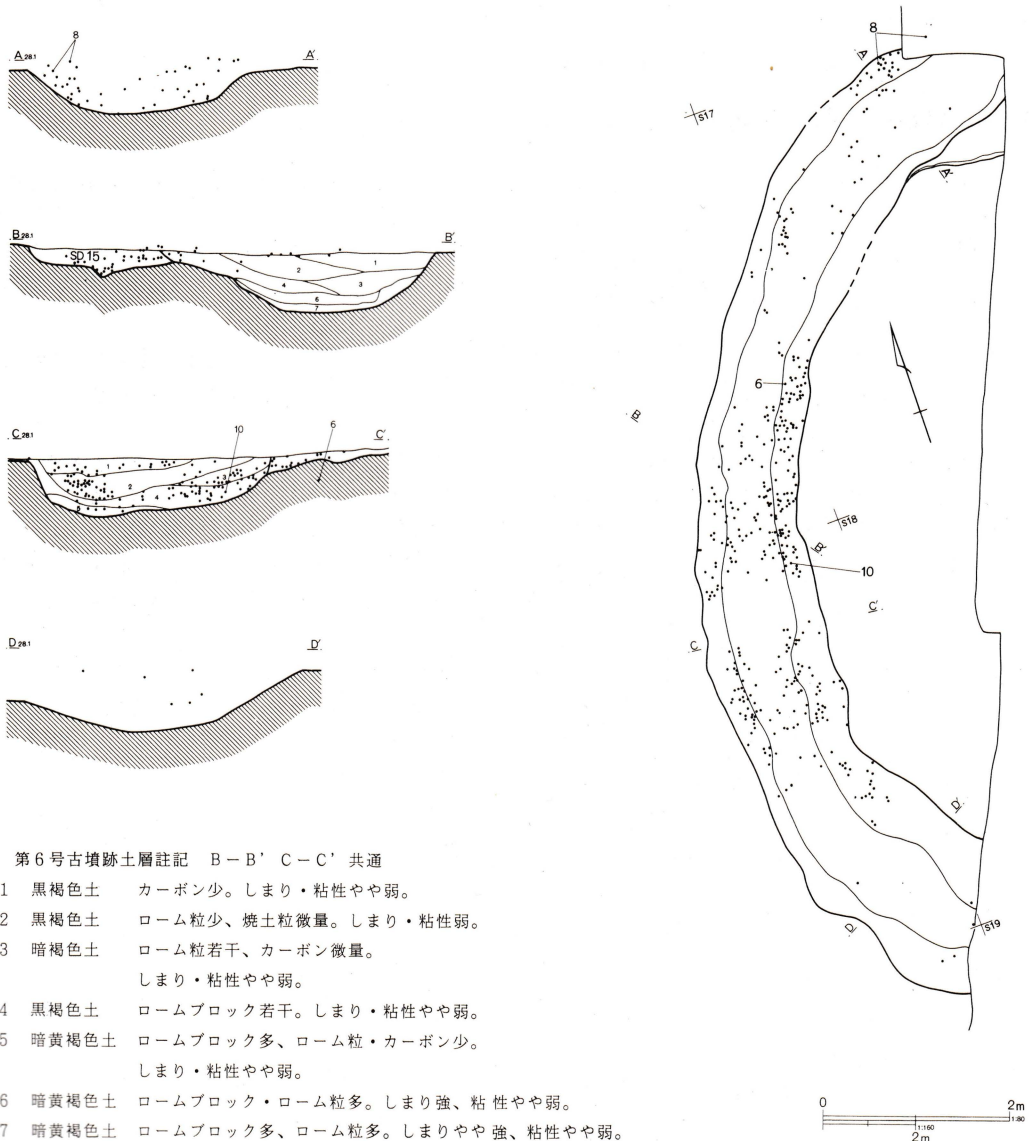 8
A 28.1 A'
B 28.1 B'
SD 15
1
2
3
4
6
7
C 28.1 10 6 C'
1
2
3
4
5
D 28.1 D'
8
A
S17
A'
6
B
S18
B'
10
C'
C
D'
S19
D
第6号古墳跡土層註記 B－B’ C－C’共通
1 黒褐色土 カーボン少。しまり・粘性やや弱。
2 黒褐色土 ローム粒少、焼土粒微量。しまり・粘性弱。
3 暗褐色土 ローム粒若干、カーボン微量。
しまり・粘性やや弱。
4 黒褐色土 ロームブロック若干。しまり・粘性やや弱。
5 暗黄褐色土 ロームブロック多、ローム粒・カーボン少。
しまり・粘性やや弱。
6 暗黄褐色土 ロームブロック・ローム粒多。しまり強、粘性やや弱。
7 暗黄褐色土 ロームブロック多、ローム粒多。しまりやや強、粘性やや弱。
0 2m
1:80
1:160
2m